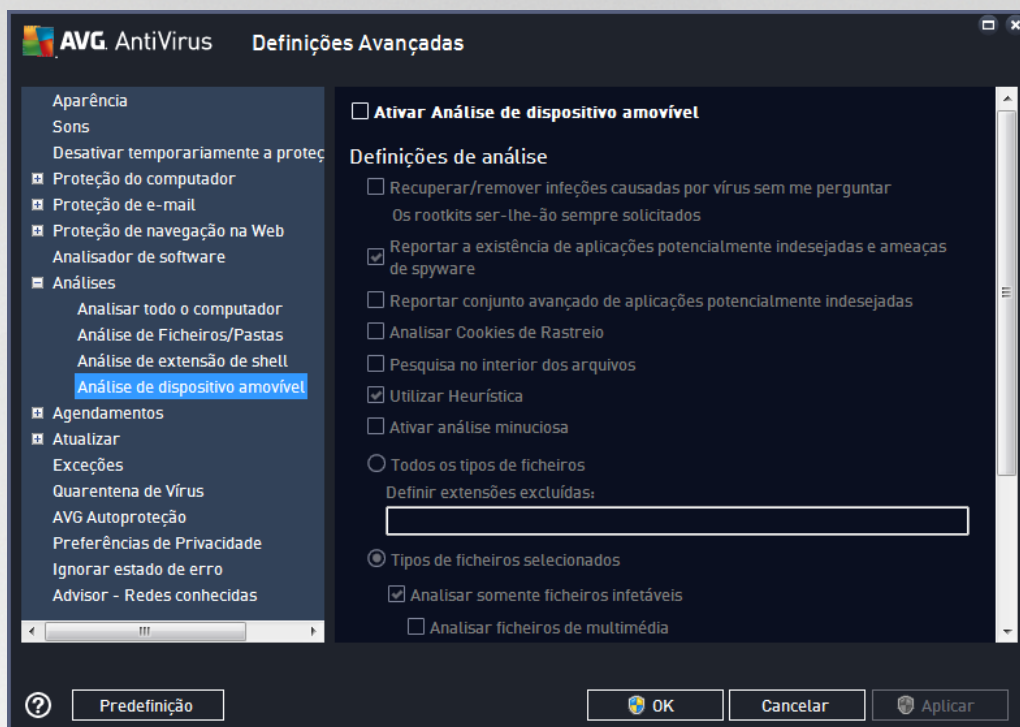 AVG. AntiVirus Definições Avançadas
Aparência
Sons
Desativar temporariamente a proteç
Proteção do computador
Proteção de e-mail
Proteção de navegação na Web
Analisador de software
Análises
Analisar todo o computador
Análise de Ficheiros/Pastas
Análise de extensão de shell
Análise de dispositivo amovível
Agendamentos
Atualizar
Exceções
Quarentena de Vírus
AVG Autoproteção
Preferências de Privacidade
Ignorar estado de erro
Advisor - Redes conhecidas
Ativar Análise de dispositivo amovível
Definições de análise
Recuperar/remover infeções causadas por vírus sem me perguntar
Os rootkits ser-lhe-ão sempre solicitados
Reportar a existência de aplicações potencialmente indesejadas e ameaças
de spyware
Reportar conjunto avançado de aplicações potencialmente indesejadas
Analisar Cookies de Rastreio
Pesquisa no interior dos arquivos
Utilizar Heurística
Ativar análise minuciosa
Todos os tipos de ficheiros
Definir extensões excluídas:
Tipos de ficheiros selecionados
Analisar somente ficheiros infetáveis
Analisar ficheiros de multimédia
? Predefinição OK Cancelar Aplicar